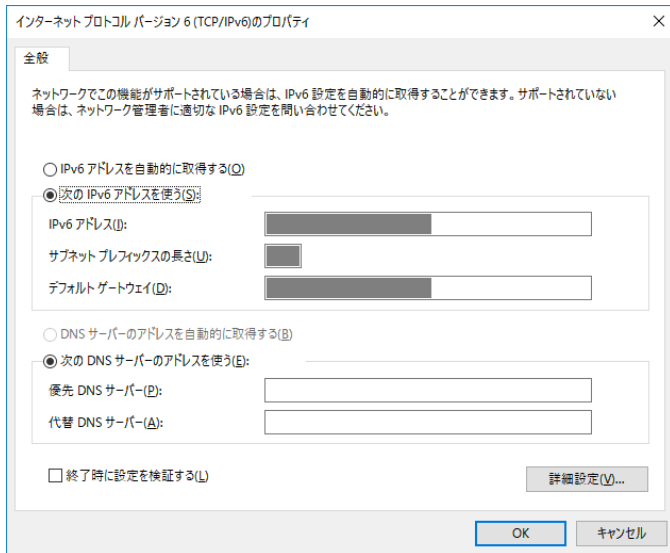 インターネット プロトコル バージョン 6 (TCP/IPv6)のプロパティ
全般
ネットワークでこの機能がサポートされている場合は、IPv6 設定を自動的に取得することができます。サポートされていない
場合は、ネットワーク管理者に適切な IPv6 設定を問い合わせてください。
IPv6 アドレスを自動的に取得する(O)
次の IPv6 アドレスを使う(S):
IPv6 アドレス(I):
サブネット プレフィックスの長さ(U):
デフォルト ゲートウェイ(D):
DNS サーバーのアドレスを自動的に取得する(B)
次の DNS サーバーのアドレスを使う(E):
優先 DNS サーバー(P):
代替 DNS サーバー(A):
終了時に設定を検証する(L)
詳細設定(V)...
OK
キャンセル